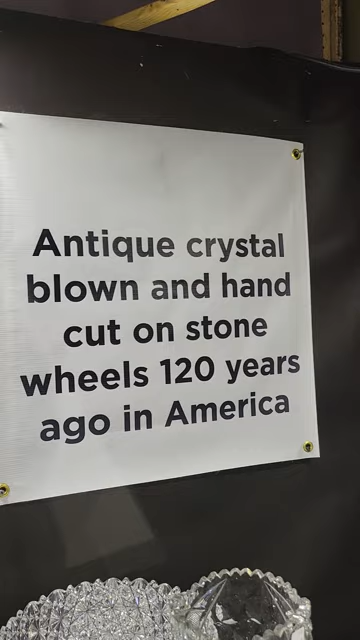 Antique crystal
blown and hand
cut on stone
wheels 120 years
ago in America